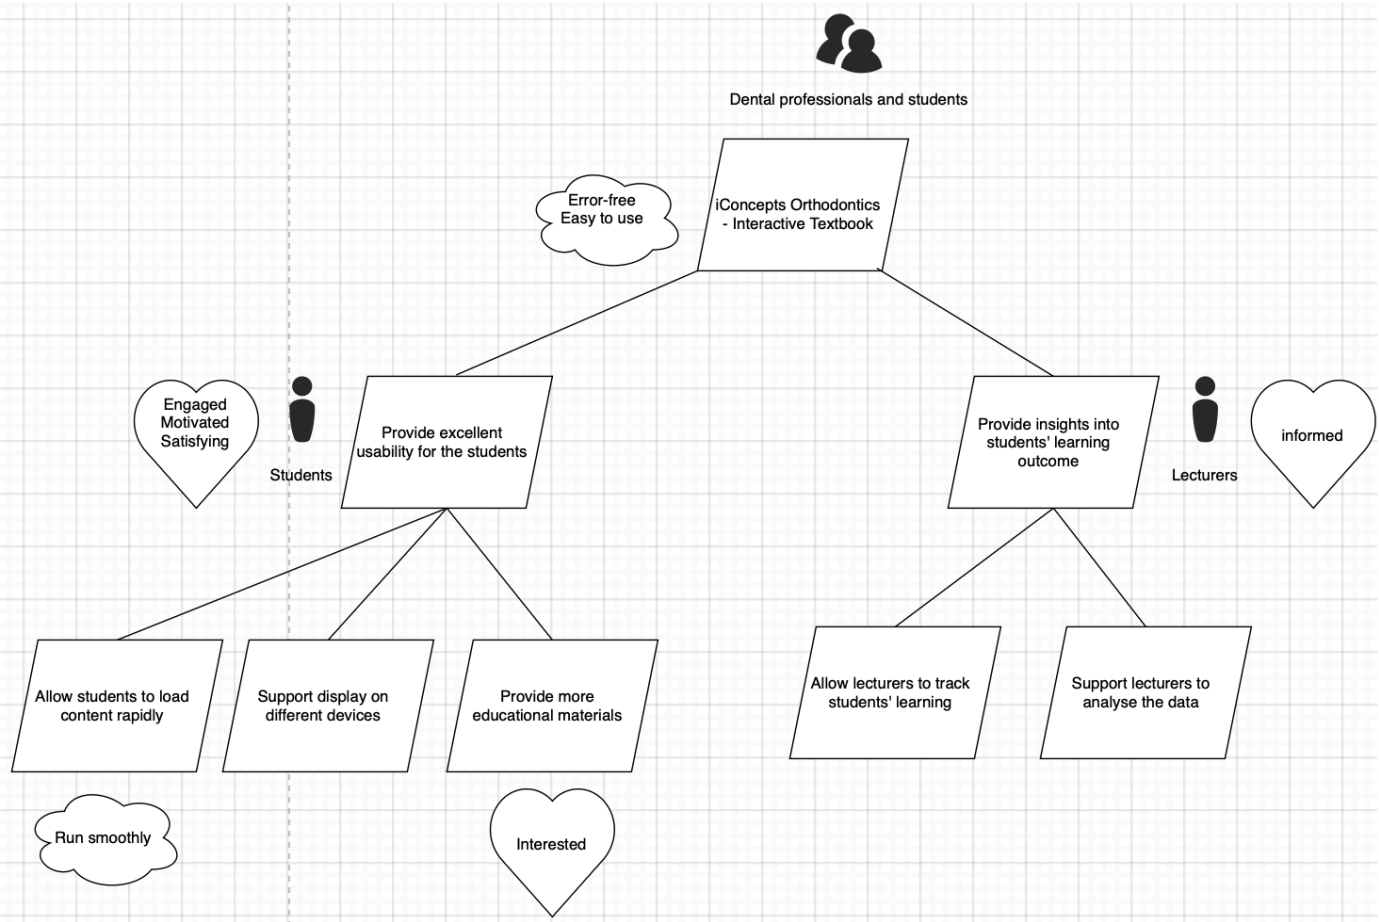 Dental professionals and students
iConcepts Orthodontics
- Interactive Textbook
Error-free
Easy to use
Engaged
Motivated
Satisfying
Students
Provide excellent
usability for the students
Provide insights into
students' learning
outcome
Lecturers
informed
Allow students to load
content rapidly
Support display on
different devices
Provide more
educational materials
Allow lecturers to track
students' learning
Support lecturers to
analyse the data
Run smoothly
Interested